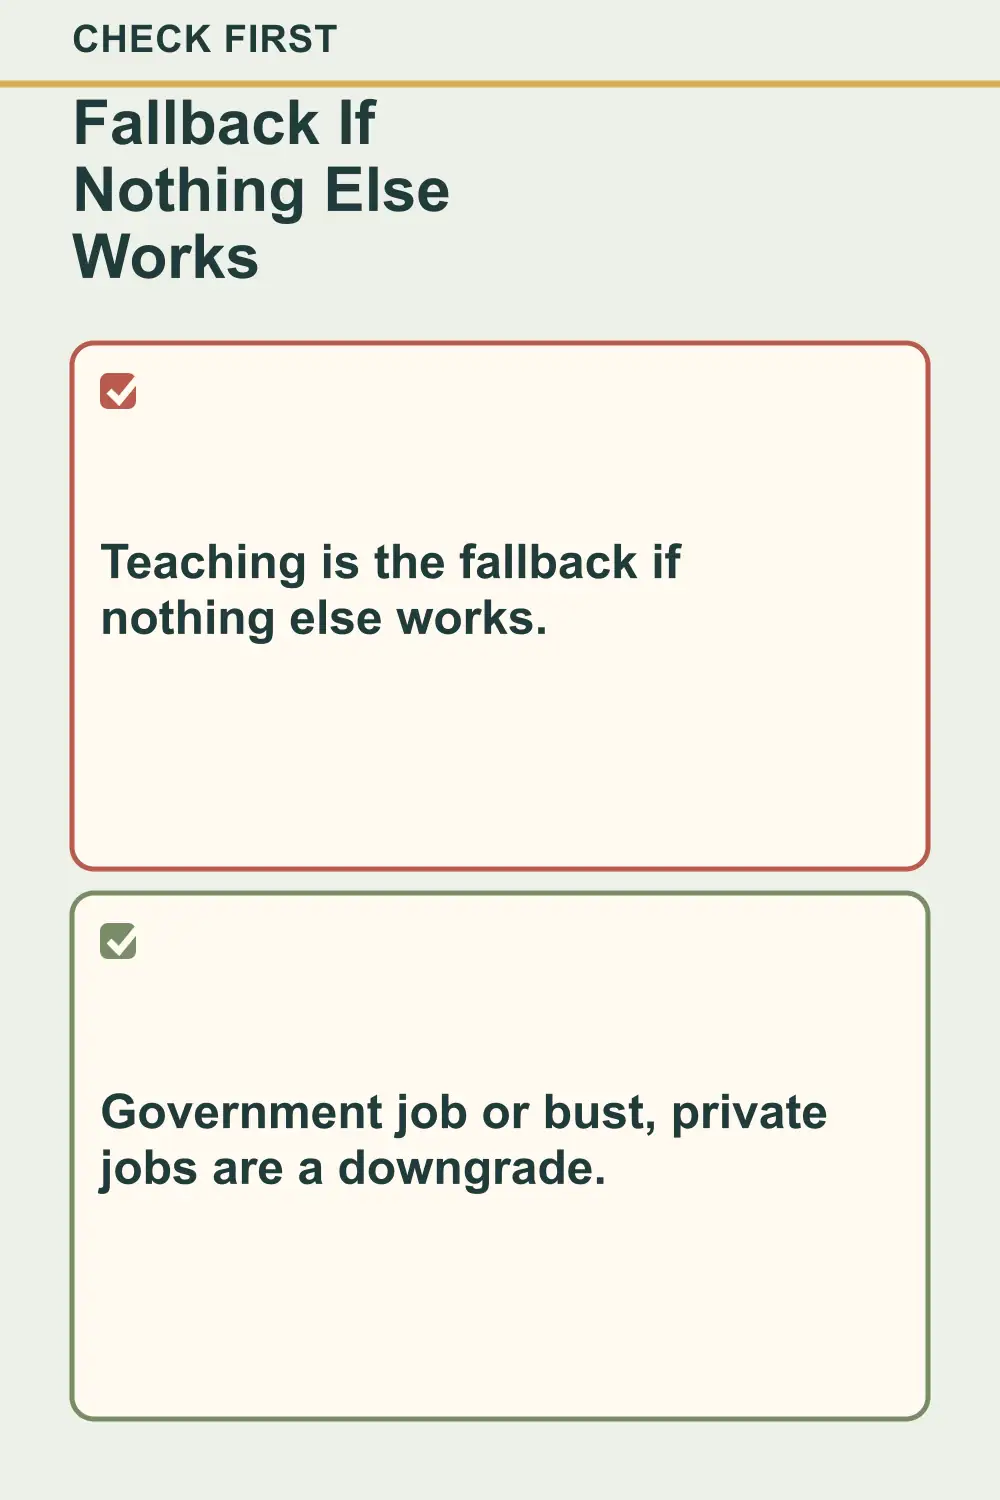 CHECK FIRST
Fallback If
Nothing Else
Works
Teaching is the fallback if
nothing else works.
Government job or bust, private
jobs are a downgrade.